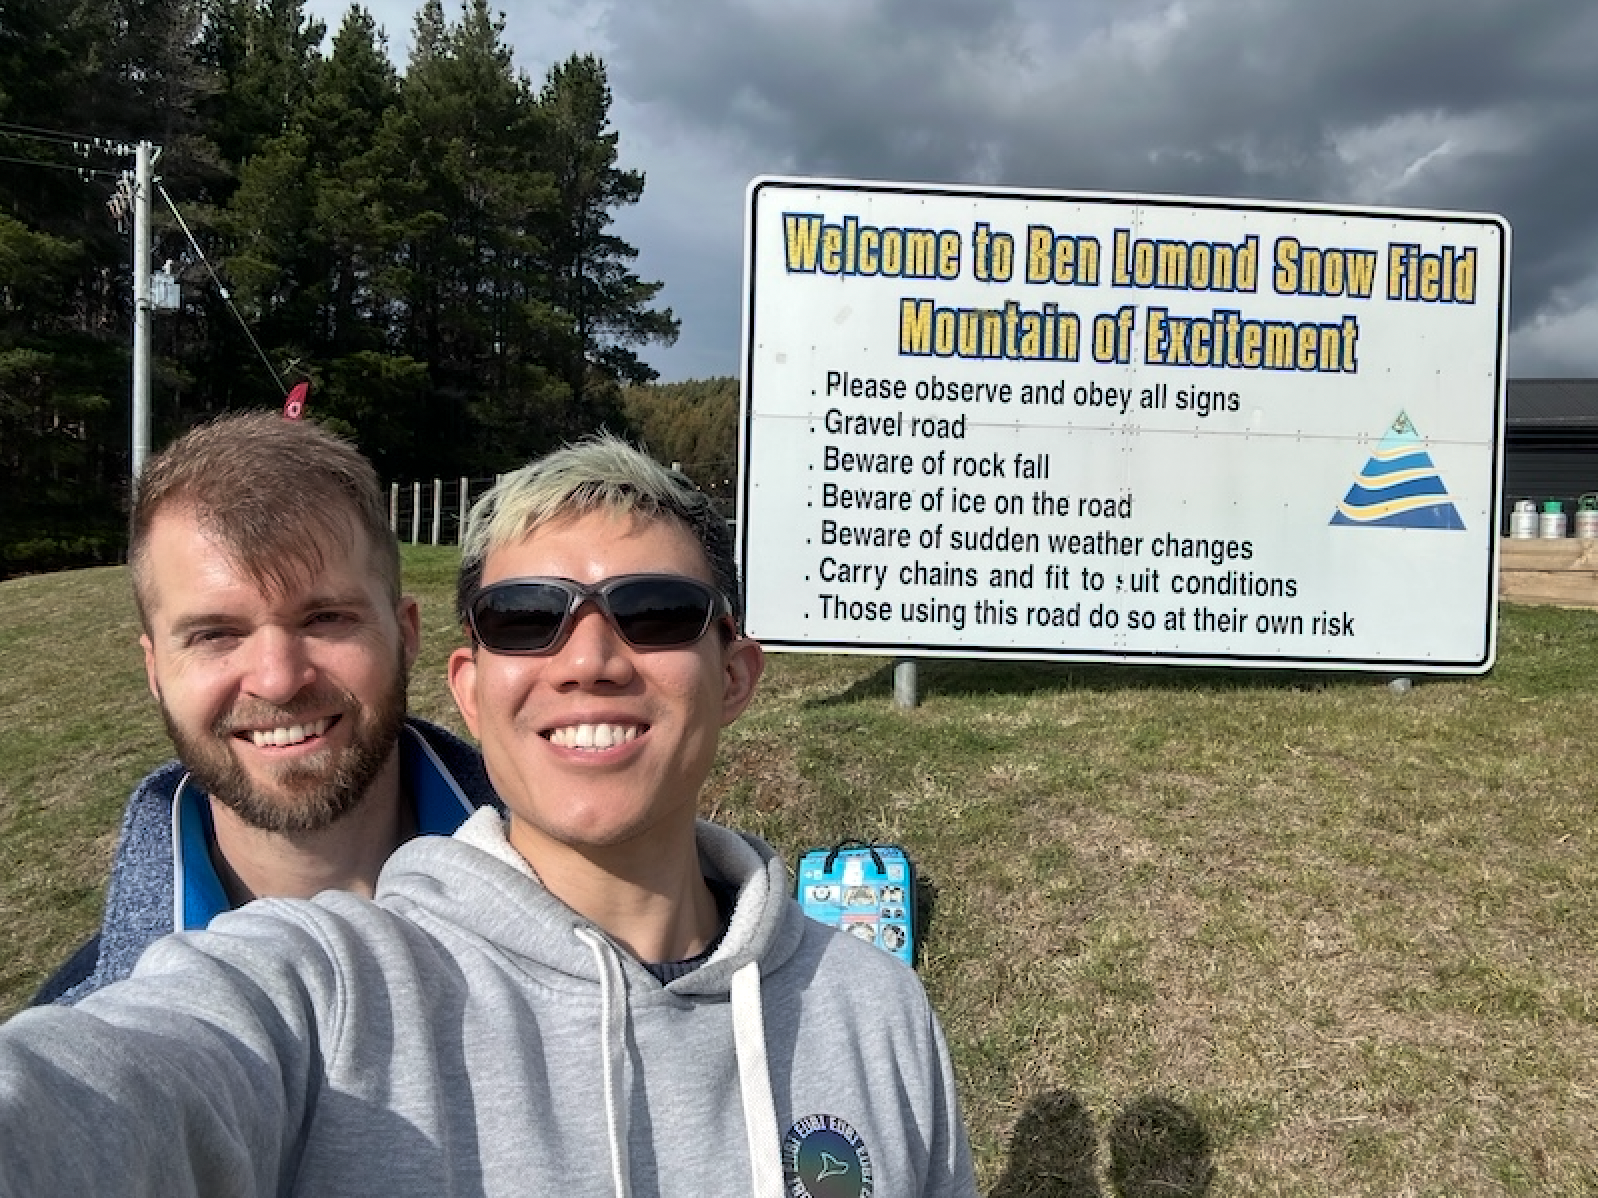 Welcome to Ben Lomond Snow Field
Mountain of Excitement
. Please observe and obey all signs
. Gravel road
. Beware of rock fall
. Beware of ice on the road
. Beware of sudden weather changes
. Carry chains and fit to suit conditions
. Those using this road do so at their own risk